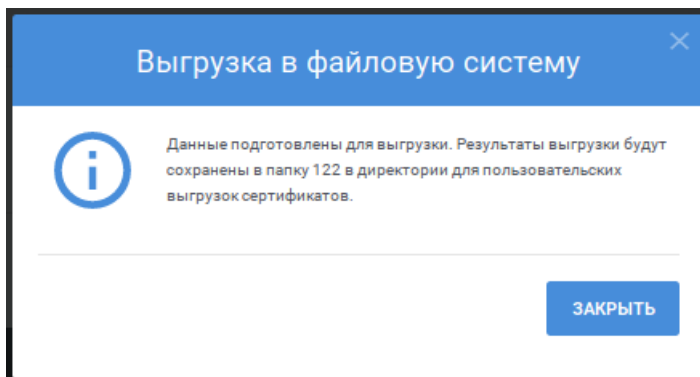 Выгрузка в файловую систему
Данные подготовлены для выгрузки. Результаты выгрузки будут
сохранены в папку 122 в директории для пользовательских
выгрузок сертификатов.
ЗАКРЫТЬ